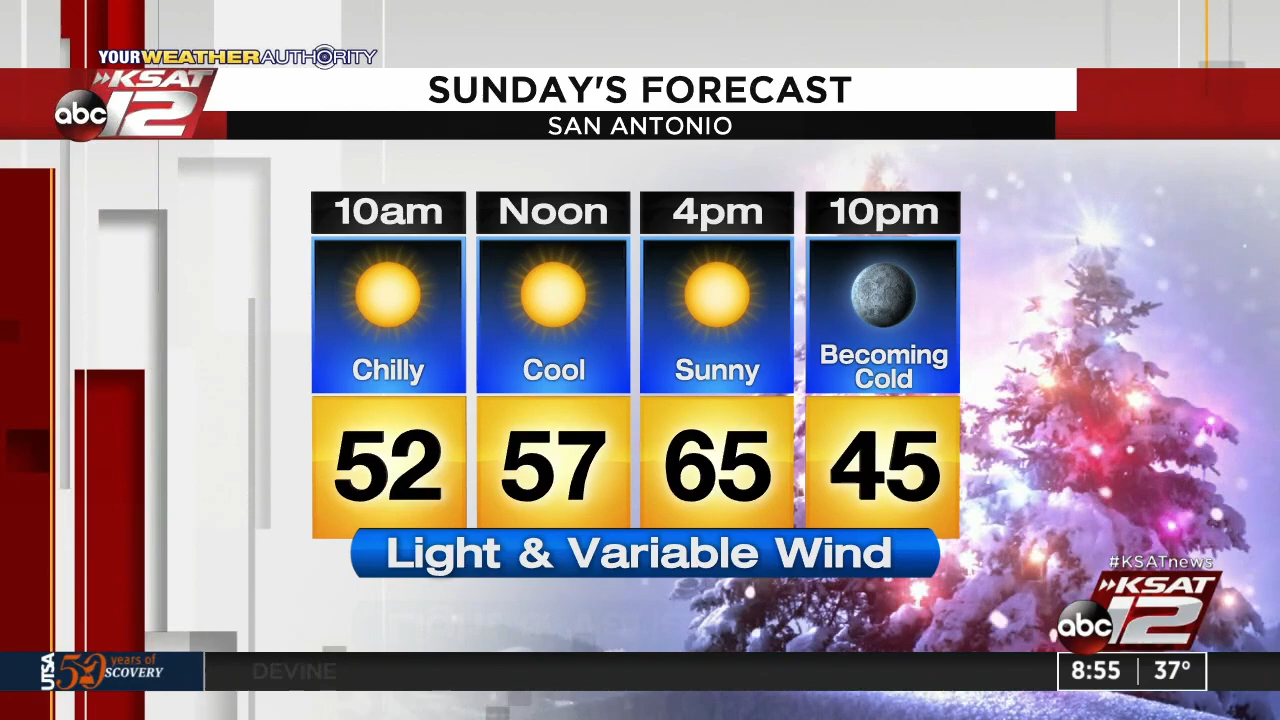 YOUR WEATHER AUTHORITY
KSAT
abc 12
SUNDAY'S FORECAST
SAN ANTONIO
10am Noon 4pm 10pm
Chilly Cool Sunny Becoming Cold
52 57 65 45
Light & Variable Wind
#KSATnews
KSAT
abc 12
UTSA 50 years of
SCOVERY
DEVINE
8:55 37°